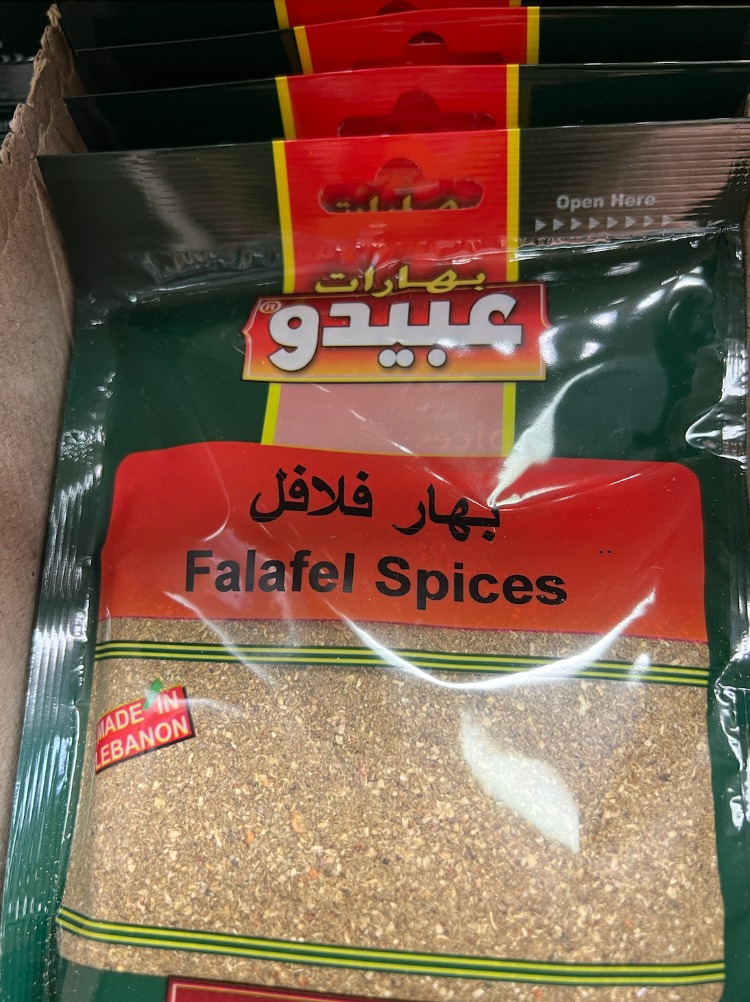 Open Here
بهارات
عبيدو
®
بهار فلافل
Falafel Spices
MADE IN
LEBANON